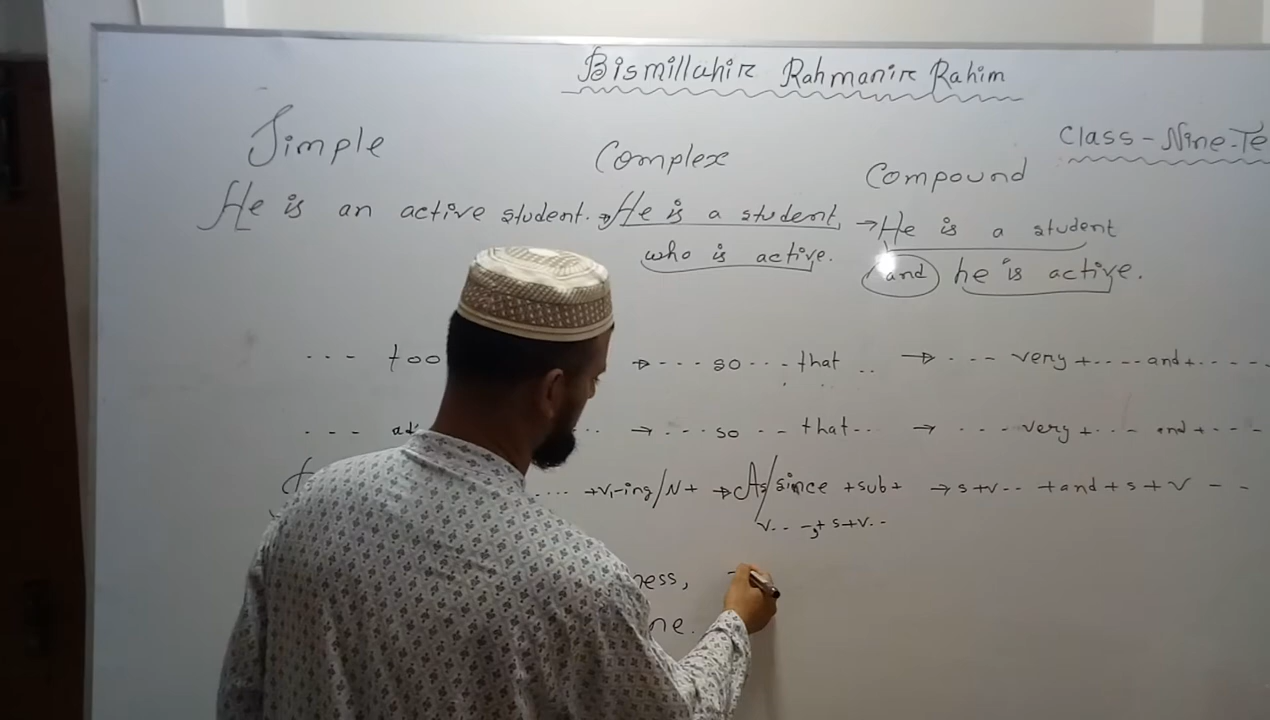 Bismillahir Rahmanir Rahim
Class - Nine-Te
Simple Complex Compound
He is an active student. → He is a student, → He is a student
who is active. and he is active.
--- too → --- so --- that .. → --- very + ---- and + -----
--- ad .. → --- so -- that --- → --- very + --- and + ---
.... +v₁-ing/N+ → As/since +sub+ → s+v-- +and+s+v --
v-- -,+ s+v--
ness,
ne.